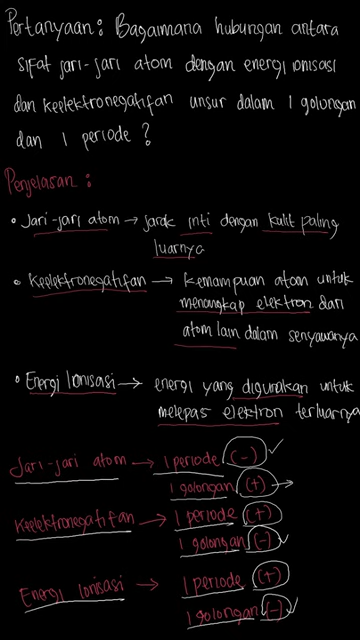 Pertanyaan : Bagaimana hubungan antara
sifat jari-jari atom dengan energi ionisasi
dan keelektronegatifan unsur dalam 1 golongan
dan 1 periode ?
Penjelasan :
• Jari-jari atom → jarak inti dengan kulit paling
luarnya
• Keelektronegatifan → kemampuan atom untuk
menangkap elektron dari
atom lain dalam senyawanya
• Energi Ionisasi → energi yang digunakan untuk
melepas elektron terluarnya
Jari-jari atom → 1 periode (-) ✓
1 golongan (+) →
Keelektronegatifan → 1 periode (+)
1 golongan (-) ✓
Energi Ionisasi → 1 periode (+)
1 golongan (-) ✓